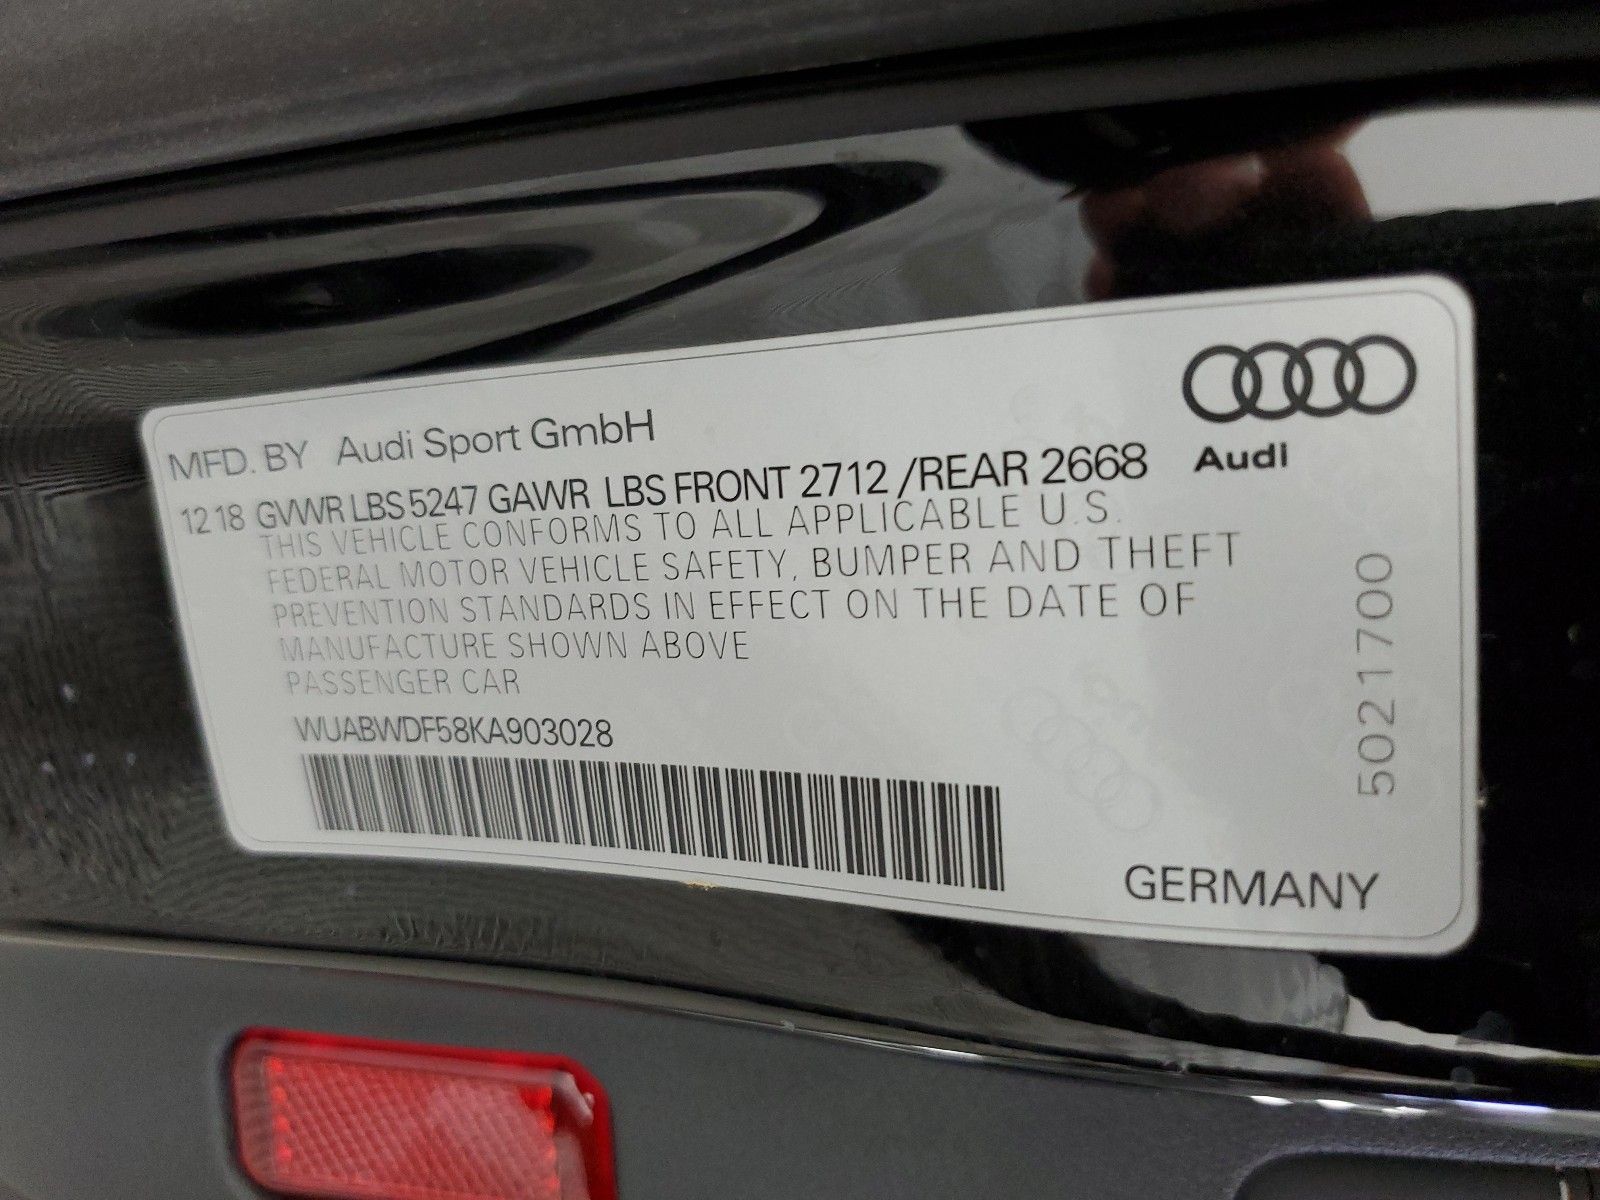 MFD. BY Audi Sport GmbH
12 18 GVWR LBS 5247 GAWR LBS FRONT 2712 /REAR 2668
Audi
THIS VEHICLE CONFORMS TO ALL APPLICABLE U.S.
FEDERAL MOTOR VEHICLE SAFETY, BUMPER AND THEFT
PREVENTION STANDARDS IN EFFECT ON THE DATE OF
MANUFACTURE SHOWN ABOVE
PASSENGER CAR
WUABWDF58KA903028
5021700
GERMANY